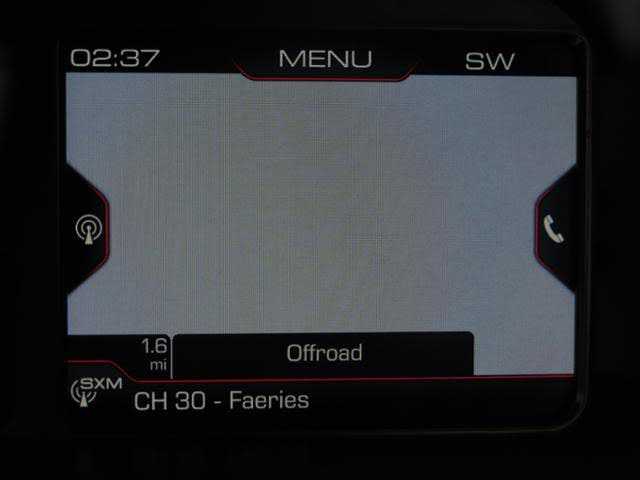 02:37 MENU SW
1.6
mi
Offroad
SXM
CH 30 - Faeries